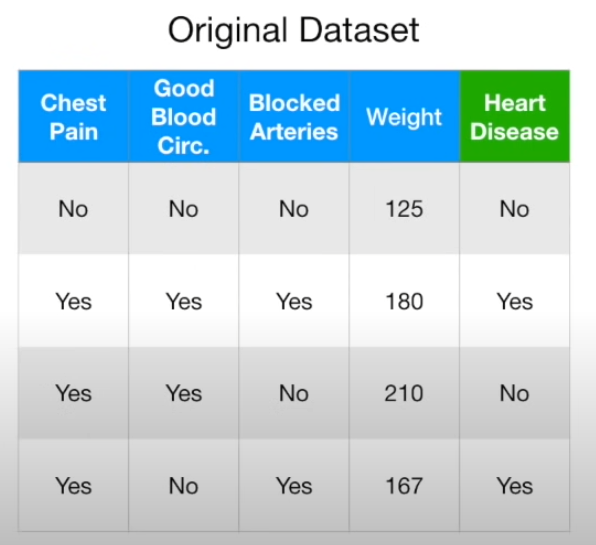 Original Dataset
Chest Pain Good Blood Circ. Blocked Arteries Weight Heart Disease
No No No 125 No
Yes Yes Yes 180 Yes
Yes Yes No 210 No
Yes No Yes 167 Yes